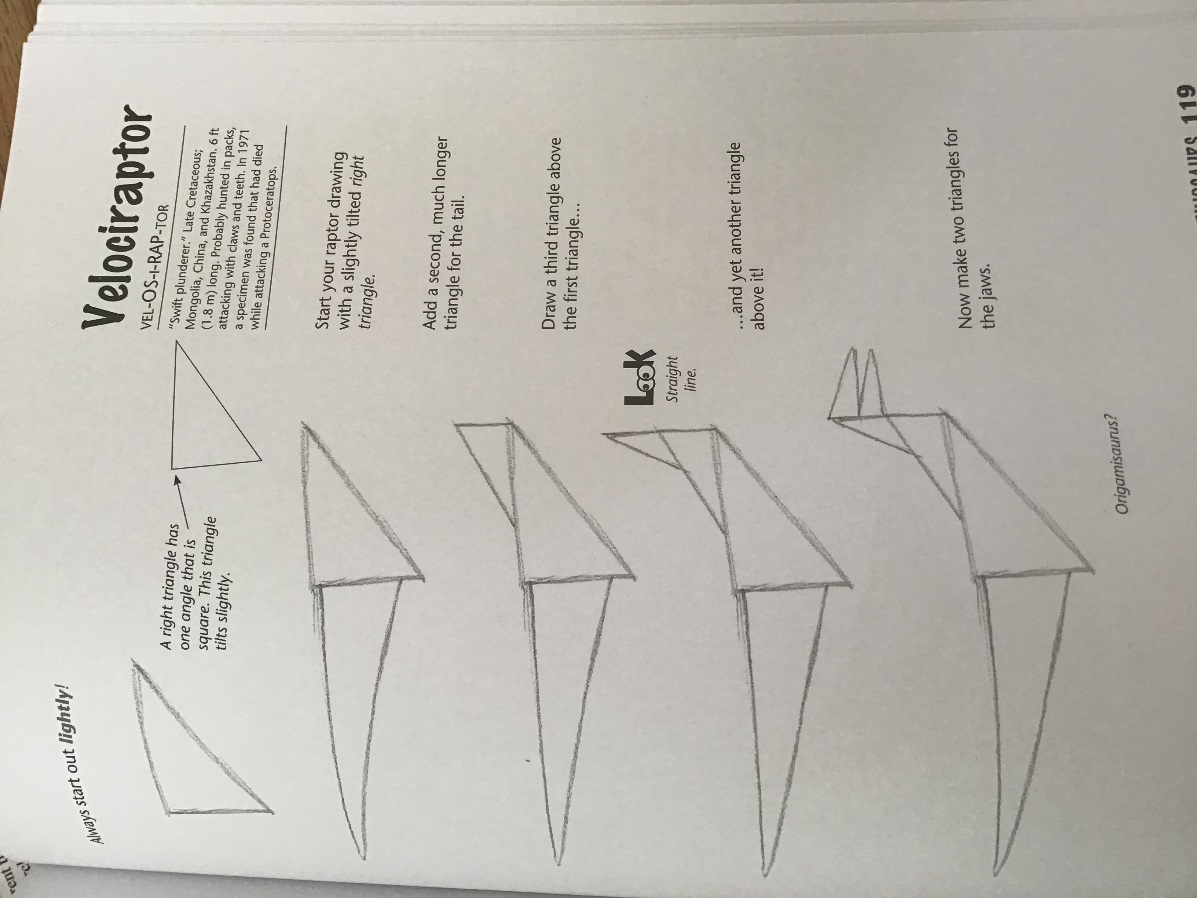 Always start out lightly!
Velociraptor
VEL-OS-I-RAP-TOR
"Swift plunderer." Late Cretaceous;
Mongolia, China, and Khazakhstan. 6 ft
(1.8 m) long. Probably hunted in packs,
attacking with claws and teeth. In 1971
a specimen was found that had died
while attacking a Protoceratops.
A right triangle has
one angle that is
square. This triangle
tilts slightly.
Start your raptor drawing
with a slightly tilted right
triangle.
Add a second, much longer
triangle for the tail.
Draw a third triangle above
the first triangle...
Look
Straight
line.
...and yet another triangle
above it!
Now make two triangles for
the jaws.
Origamisaurus?
119